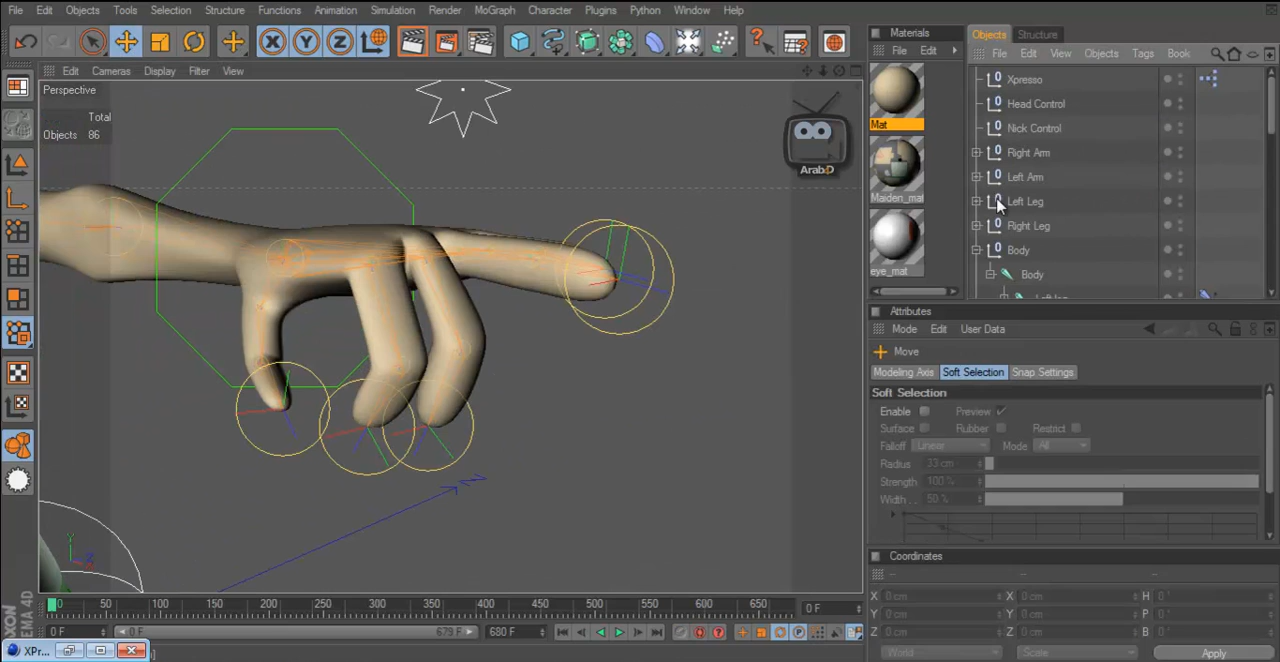 File Edit Objects Tools Selection Structure Functions Animation Simulation Render MoGraph Character Plugins Python Window Help
Edit Cameras Display Filter View
Perspective
Total
Objects 86
Arab4D
Materials
File Edit
Mat
Maiden_mat
eye_mat
Objects Structure
File Edit View Objects Tags Book
Xpresso
Head Control
Nick Control
Right Arm
Left Arm
Left Leg
Right Leg
Body
Body
Attributes
Mode Edit User Data
Move
Modeling Axis Soft Selection Snap Settings
Soft Selection
Enable Preview
Surface Rubber Restrict
Falloff Linear Mode All
Radius 33 cm
Strength 100 %
Width . . 50 %
Coordinates
X 0 cm X 0 cm H 0 °
Y 0 cm Y 0 cm P 0 °
Z 0 cm Z 0 cm B 0 °
World Scale Apply
0 50 100 150 200 250 300 350 400 450 500 550 600 650 0 F
0 F 0 F 679 F 680 F
XPr...